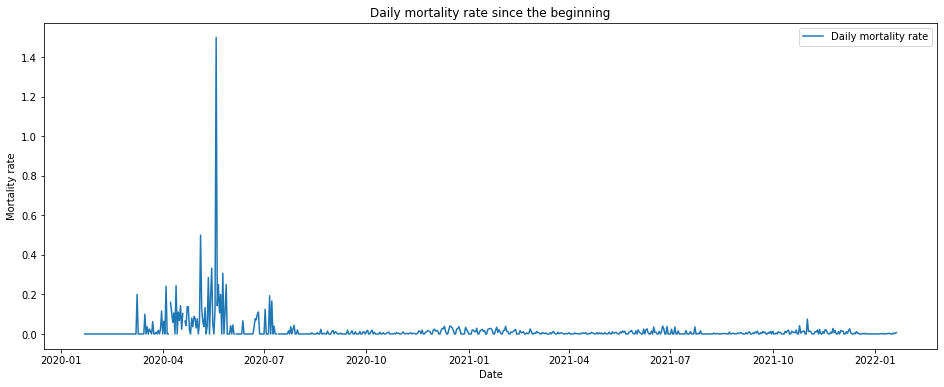 Daily mortality rate since the beginning
Daily mortality rate
1.4
1.2
1.0
0.8
0.6
0.4
0.2
0.0
Mortality rate
2020-01 2020-04 2020-07 2020-10 2021-01 2021-04 2021-07 2021-10 2022-01
Date